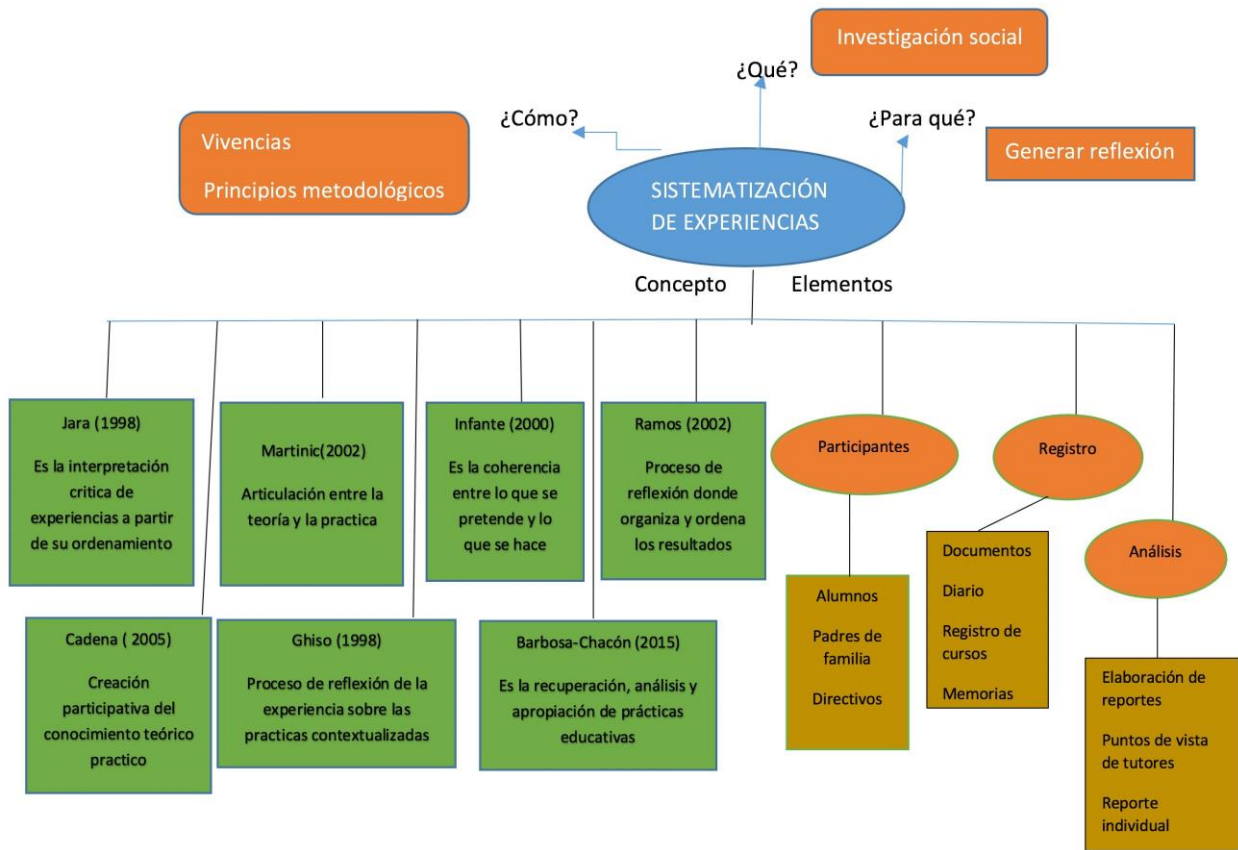 Investigación social
¿Qué?
¿Cómo?
¿Para qué?
Vivencias
Principios metodológicos
Generar reflexión
SISTEMATIZACIÓN
DE EXPERIENCIAS
Concepto
Elementos
Jara (1998)
Es la interpretación
critica de
experiencias a partir
de su ordenamiento
Martinic(2002)
Articulación entre la
teoría y la practica
Infante (2000)
Es la coherencia
entre lo que se
pretende y lo
que se hace
Ramos (2002)
Proceso de
reflexión donde
organiza y ordena
los resultados
Participantes
Registro
Análisis
Cadena ( 2005)
Creación
participativa del
conocimiento teórico
practico
Ghiso (1998)
Proceso de reflexión de la
experiencia sobre las
practicas contextualizadas
Barbosa-Chacón (2015)
Es la recuperación, análisis y
apropiación de prácticas
educativas
Alumnos
Padres de
familia
Directivos
Documentos
Diario
Registro de
cursos
Memorias
Elaboración de
reportes
Puntos de vista
de tutores
Reporte
individual